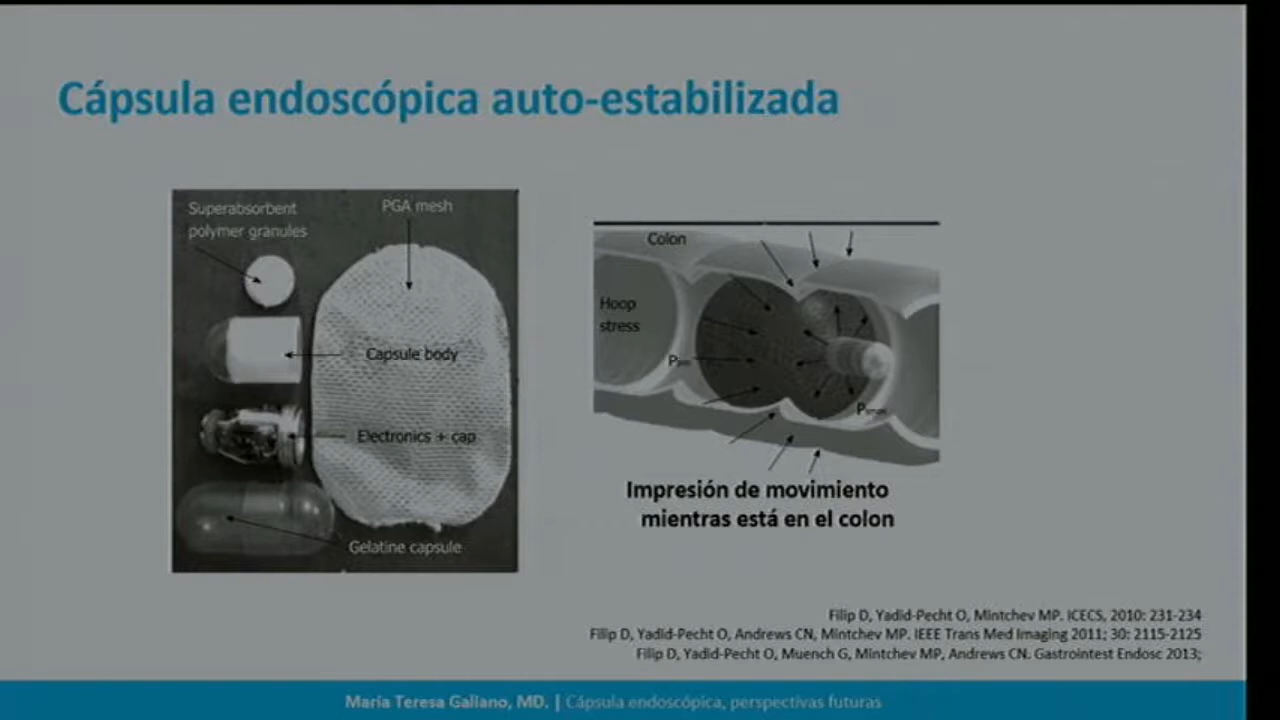 Cápsula endoscópica auto-estabilizada
Superabsorbent
polymer granules
PGA mesh
Capsule body
Electronics + cap
Gelatine capsule
Colon
Hoop
stress
Impresión de movimiento
mientras está en el colon
Filip D, Yadid-Pecht O, Mintchev MP. ICECS, 2010: 231-234
Filip D, Yadid-Pecht O, Andrews CN, Mintchev MP. IEEE Trans Med Imaging 2011; 30: 2115-2125
Filip D, Yadid-Pecht O, Muench G, Mintchev MP, Andrews CN. Gastrointest Endosc 2013;
María Teresa Galiano, MD. | Cápsula endoscópica, perspectivas futuras